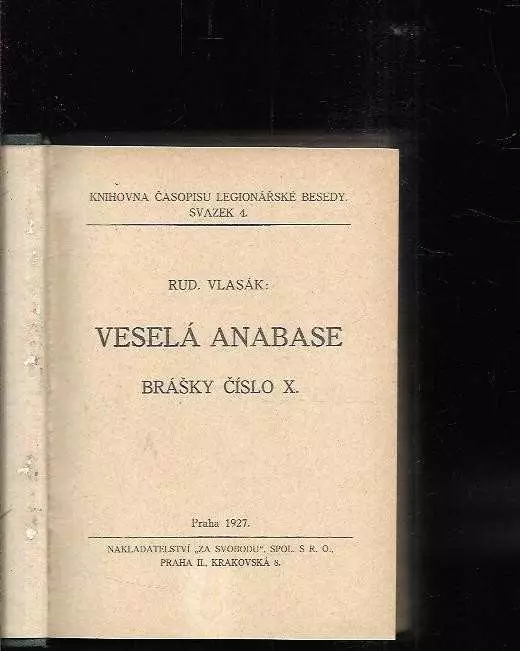 KNIHOVNA ČASOPISU LEGIONÁŘSKÉ BESEDY.
SVAZEK 4.
RUD. VLASÁK:
VESELÁ ANABASE
BRÁŠKY ČÍSLO X.
Praha 1927.
NAKLADATELSTVÍ „ZA SVOBODU", SPOL. S R. O.,
PRAHA II., KRAKOVSKÁ 8.